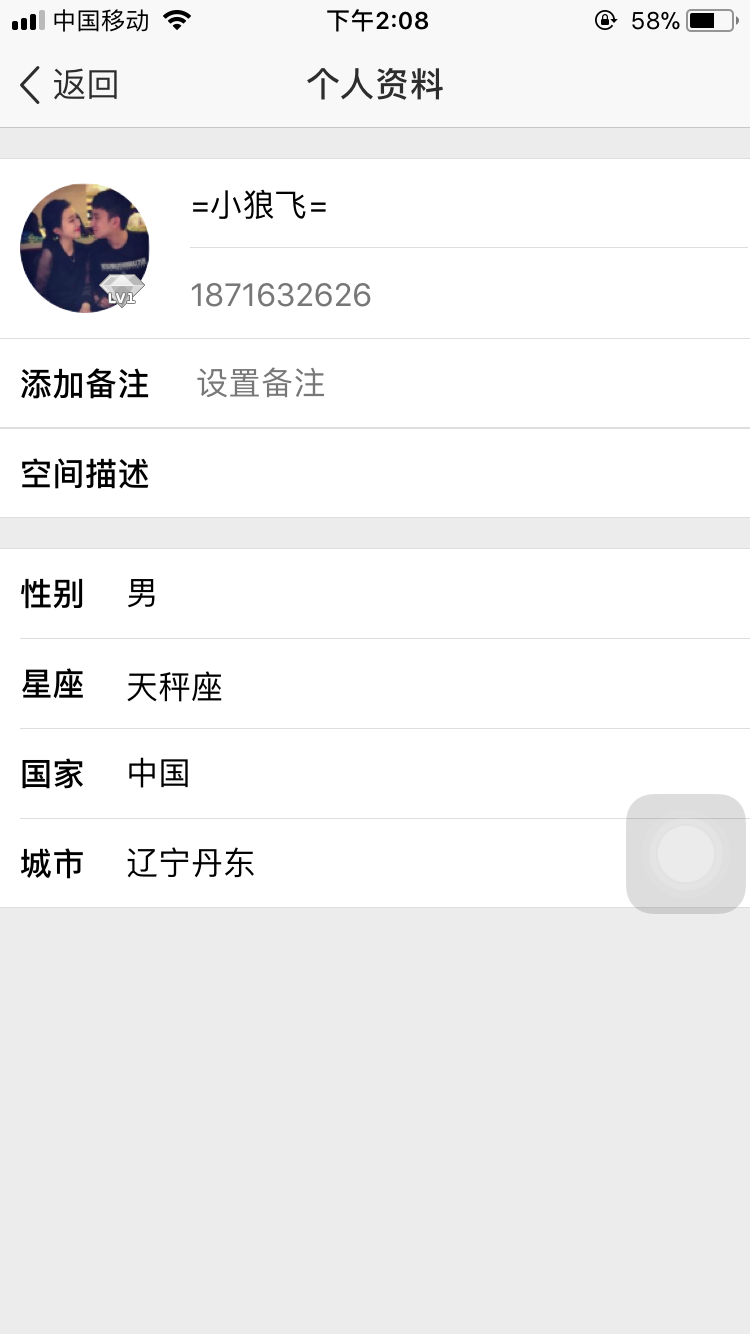 中国移动 下午2:08 58%
返回 个人资料
=小狼飞=
LV1
1871632626
添加备注 设置备注
空间描述
性别 男
星座 天秤座
国家 中国
城市 辽宁丹东